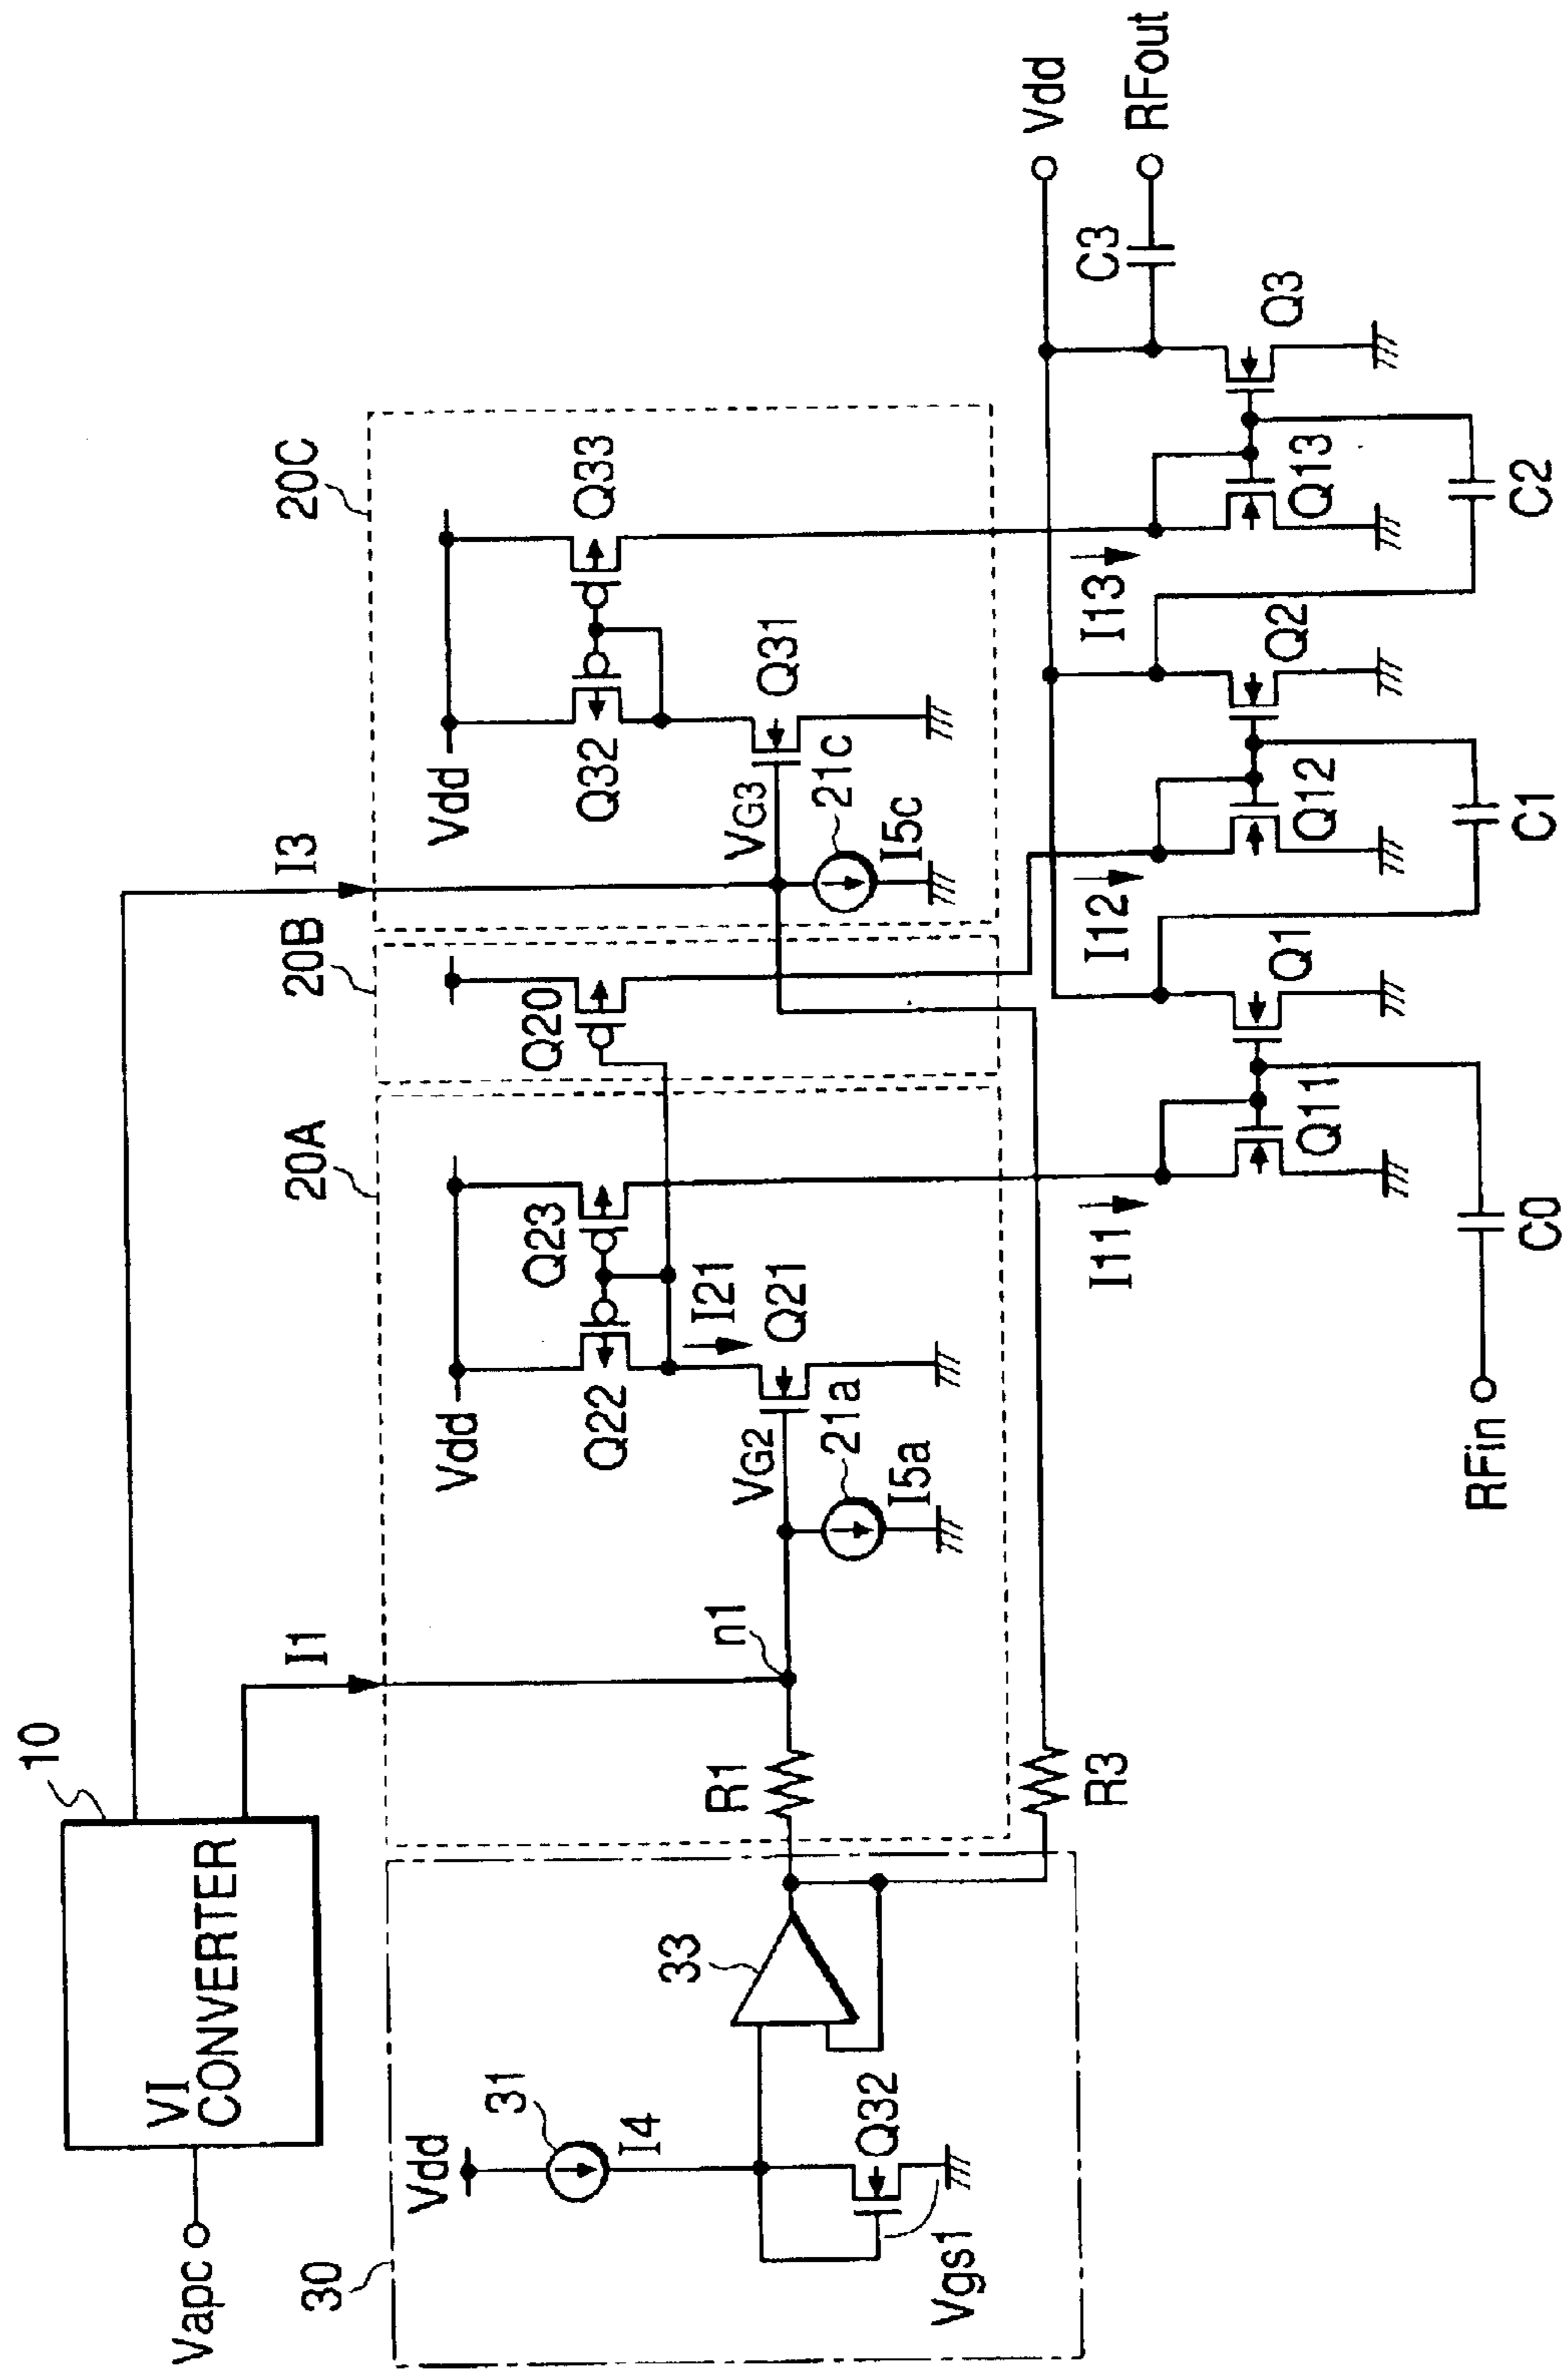 Vapc
VI
CONVERTER
10
I1
I3
30
Vdd
31
I4
Q32
Vgs1
33
R1
R3
n1
20A
Vdd
Q22
Q23
I21
Q21
VG2
21a
I5a
20B
Q20
20C
Vdd
Q32
Q33
VG3
Q31
21c
I5c
I11
I12
I13
Vdd
RFout
C3
RFin
C0
Q11
Q1
C1
Q12
Q2
C2
Q13
Q3